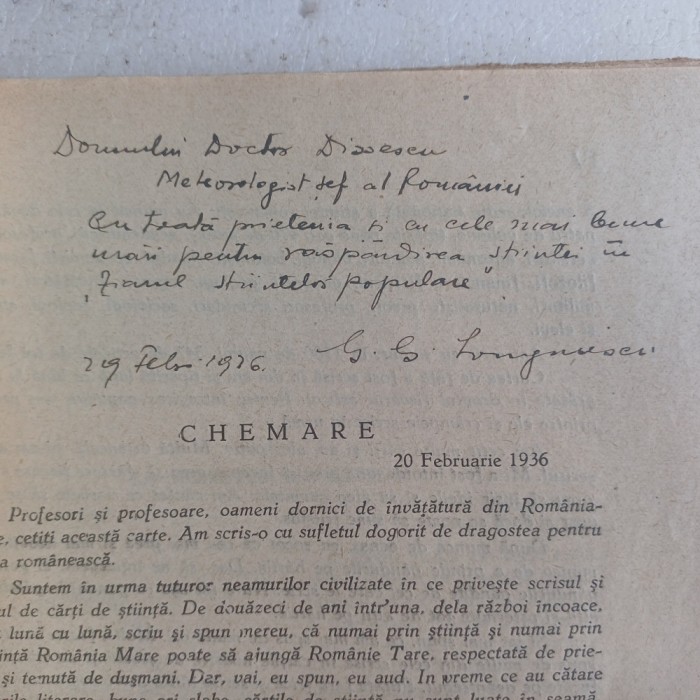 Domnului Doctor Dissescu
Meteorologist șef al României
Cu toată prietenia și cu cele mai bune
urări pentru răspândirea științei în
„Ziarul științelor populare”
29 Febr. 1936. G. G. Longinescu
CHEMARE
20 Februarie 1936
Profesori și profesoare, oameni dornici de învățătură din România-
e, cetiți această carte. Am scris-o cu sufletul dogorit de dragostea pentru
a românească.
Suntem în urma tuturor neamurilor civilizate în ce privește scrisul și
ul de cărți de știință. De douăzeci de ani într'una, dela război încoace,
lună cu lună, scriu și spun mereu, că numai prin știință și numai prin
ință România Mare poate să ajungă Românie Tare, respectată de prie-
și temută de dușmani. Dar, vai, eu spun, eu aud. In vreme ce au cătare